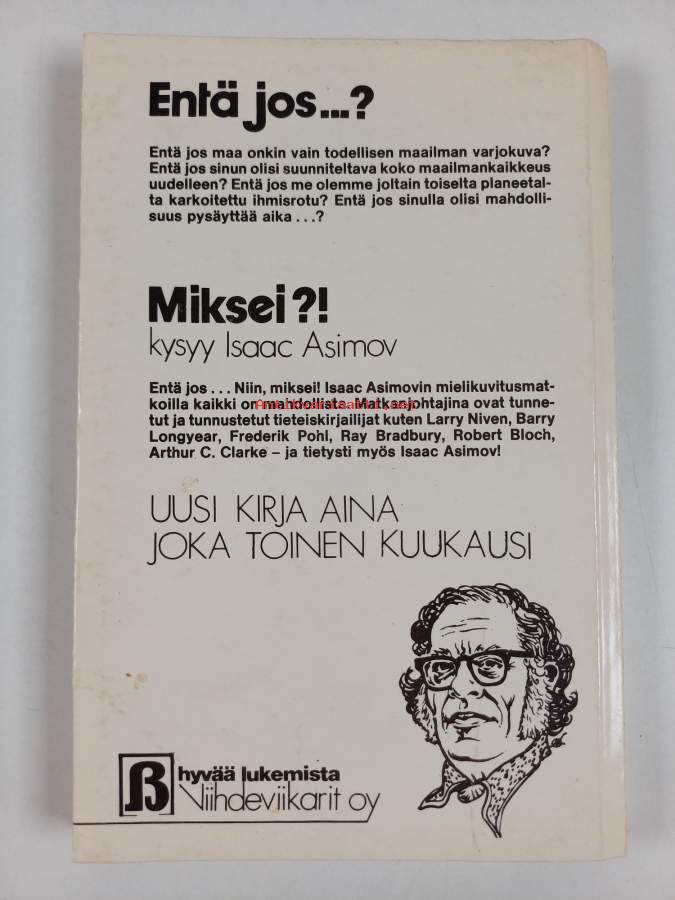 Entä jos...?
Entä jos maa onkin vain todellisen maailman varjokuva?
Entä jos sinun olisi suunniteltava koko maailmankaikkeus
uudelleen? Entä jos me olemme joltain toiselta planeetal-
ta karkoitettu ihmisrotu? Entä jos sinulla olisi mahdolli-
suus pysäyttää aika...?
Miksei?!
kysyy Isaac Asimov
Entä jos... Niin, miksei! Isaac Asimovin mielikuvitusmat-
koilla kaikki on mahdollista. Matkanjohtajina ovat tunne-
tut ja tunnustetut tieteiskirjailijat kuten Larry Niven, Barry
Longyear, Frederik Pohl, Ray Bradbury, Robert Bloch,
Arthur C. Clarke – ja tietysti myös Isaac Asimov!
UUSI KIRJA AINA
JOKA TOINEN KUUKAUSI
hyvää lukemista
Viihdeviikarit oy